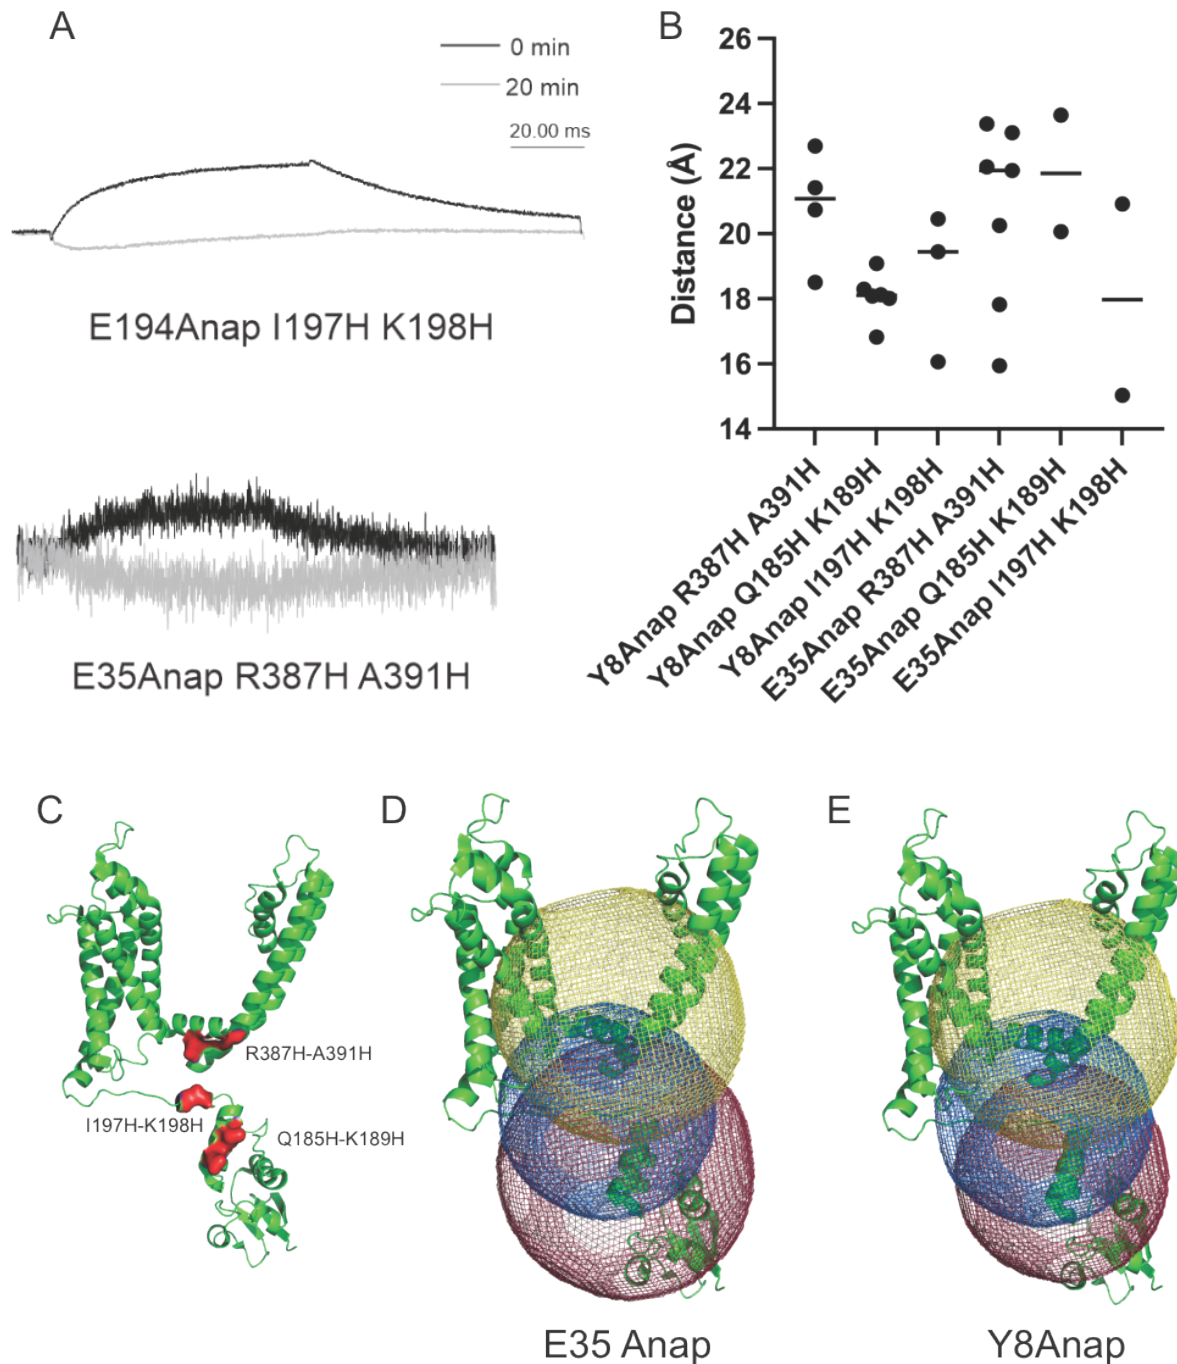 A
0 min
20 min
20.00 ms
E194Anap I197H K198H
E35Anap R387H A391H
B
Distance (Å)
26
24
22
20
18
16
14
Y8Anap R387H A391H
Y8Anap Q185H K189H
Y8Anap I197H K198H
E35Anap R387H A391H
E35Anap Q185H K189H
E35Anap I197H K198H
C
R387H-A391H
I197H-K198H
Q185H-K189H
D
E35 Anap
E
Y8Anap